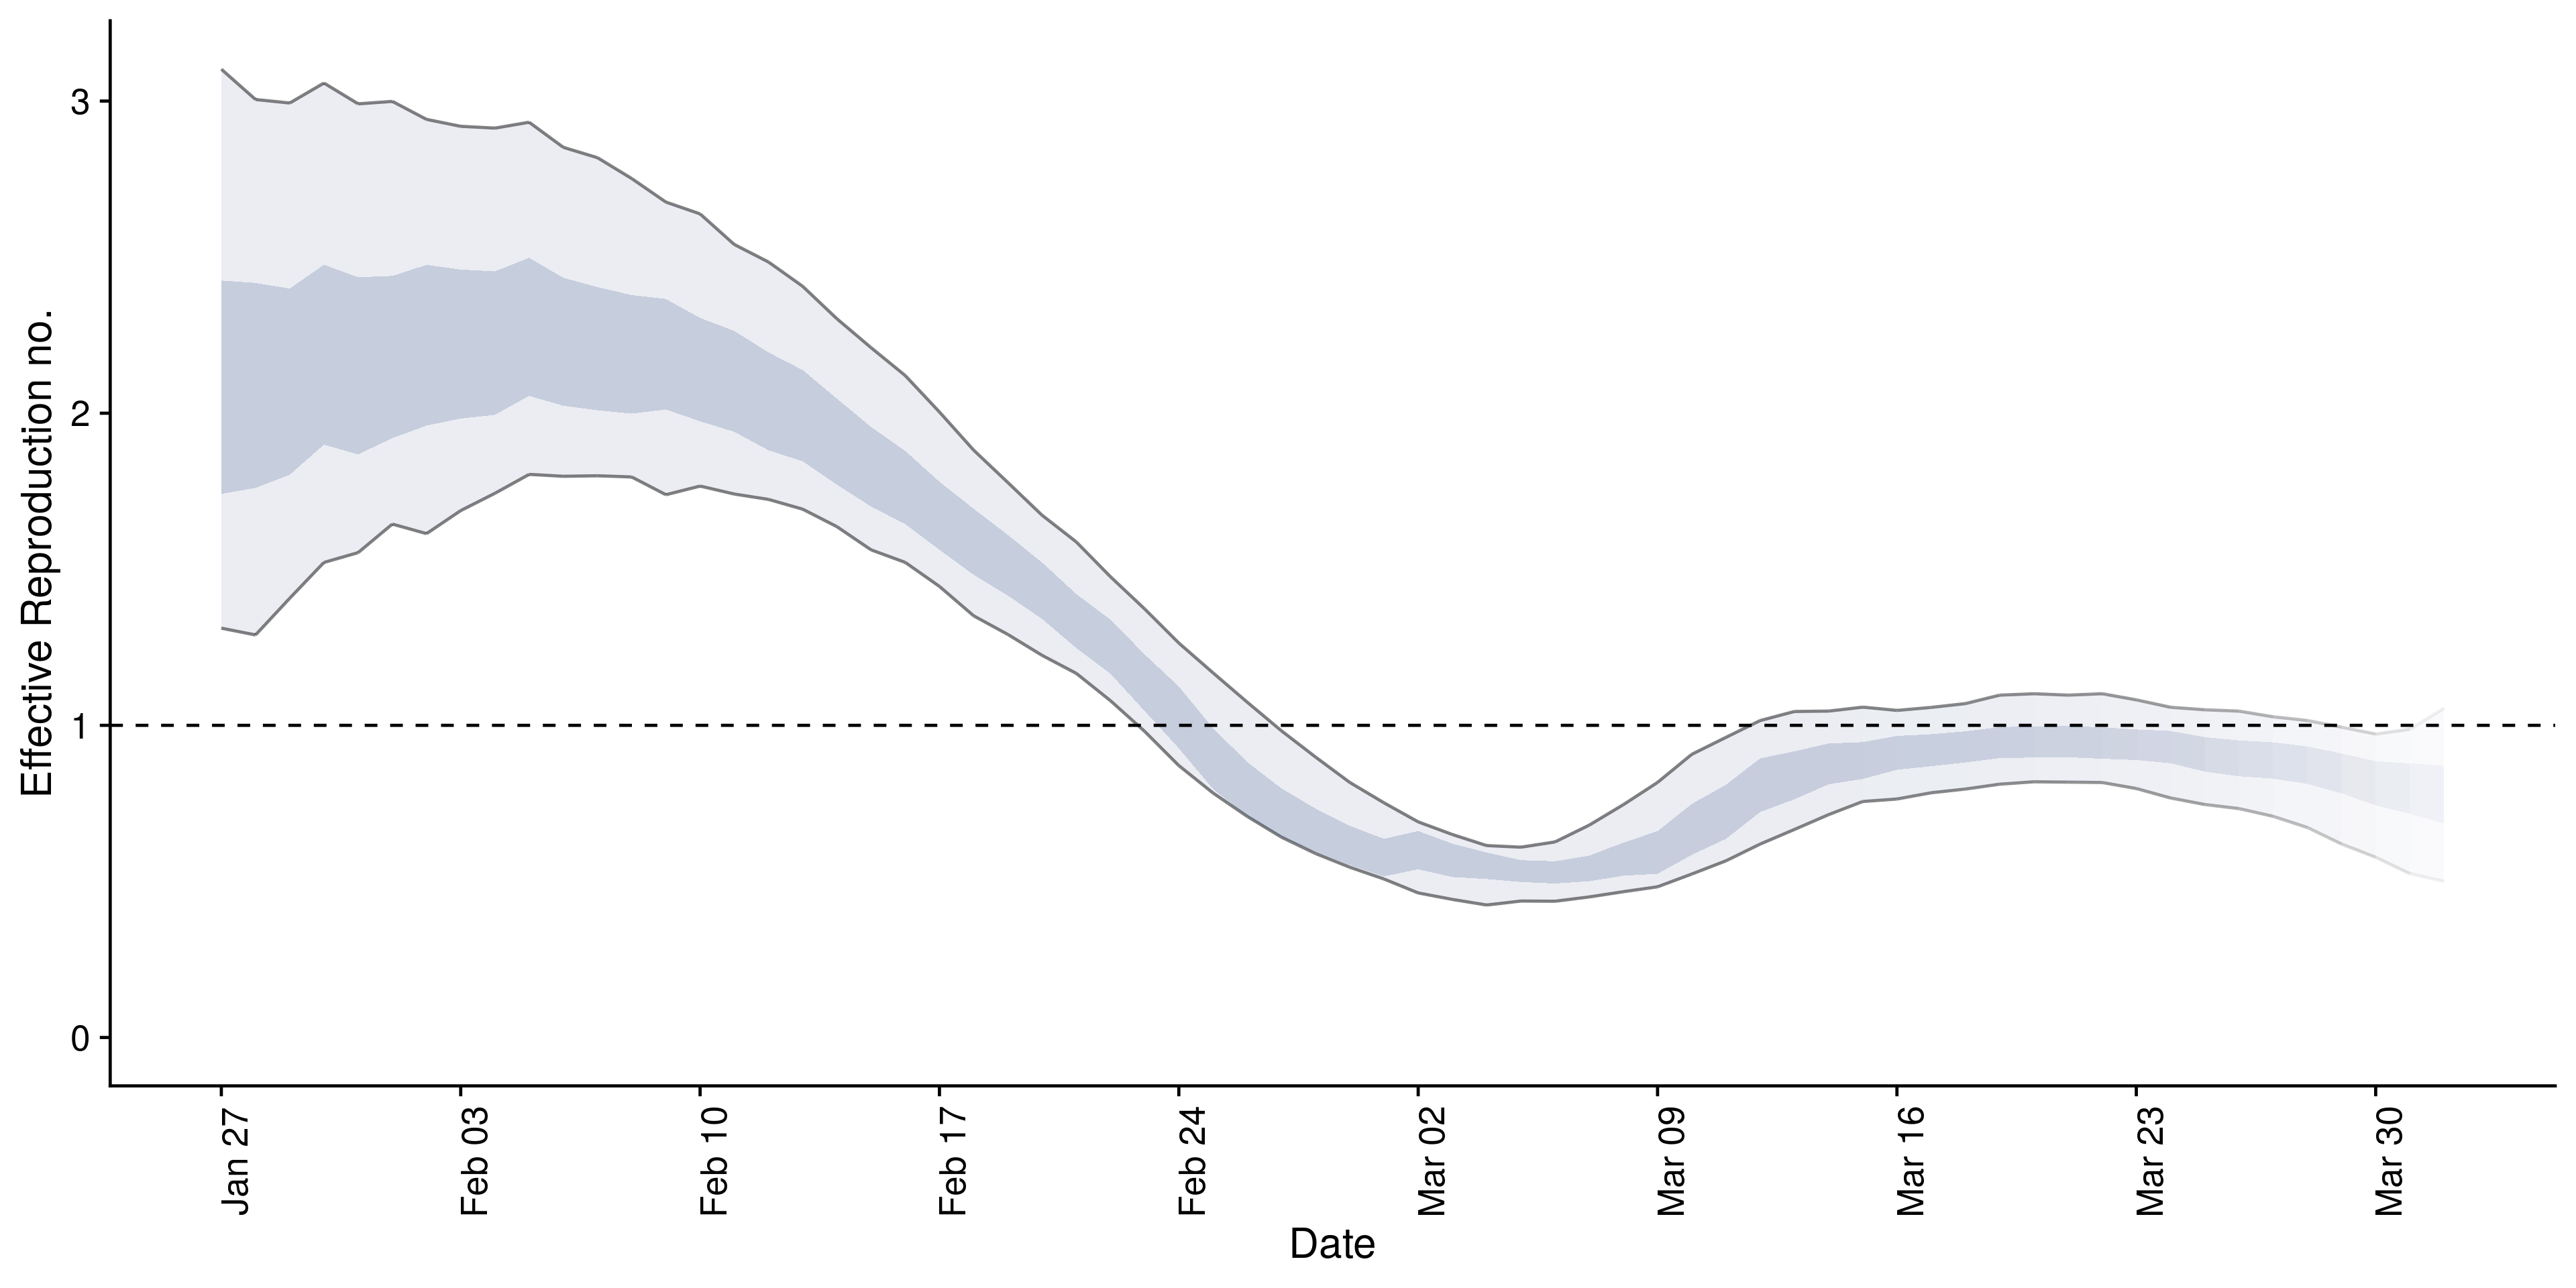 Effective Reproduction no.
3
2
1
0
Jan 27
Feb 03
Feb 10
Feb 17
Feb 24
Mar 02
Mar 09
Mar 16
Mar 23
Mar 30
Date